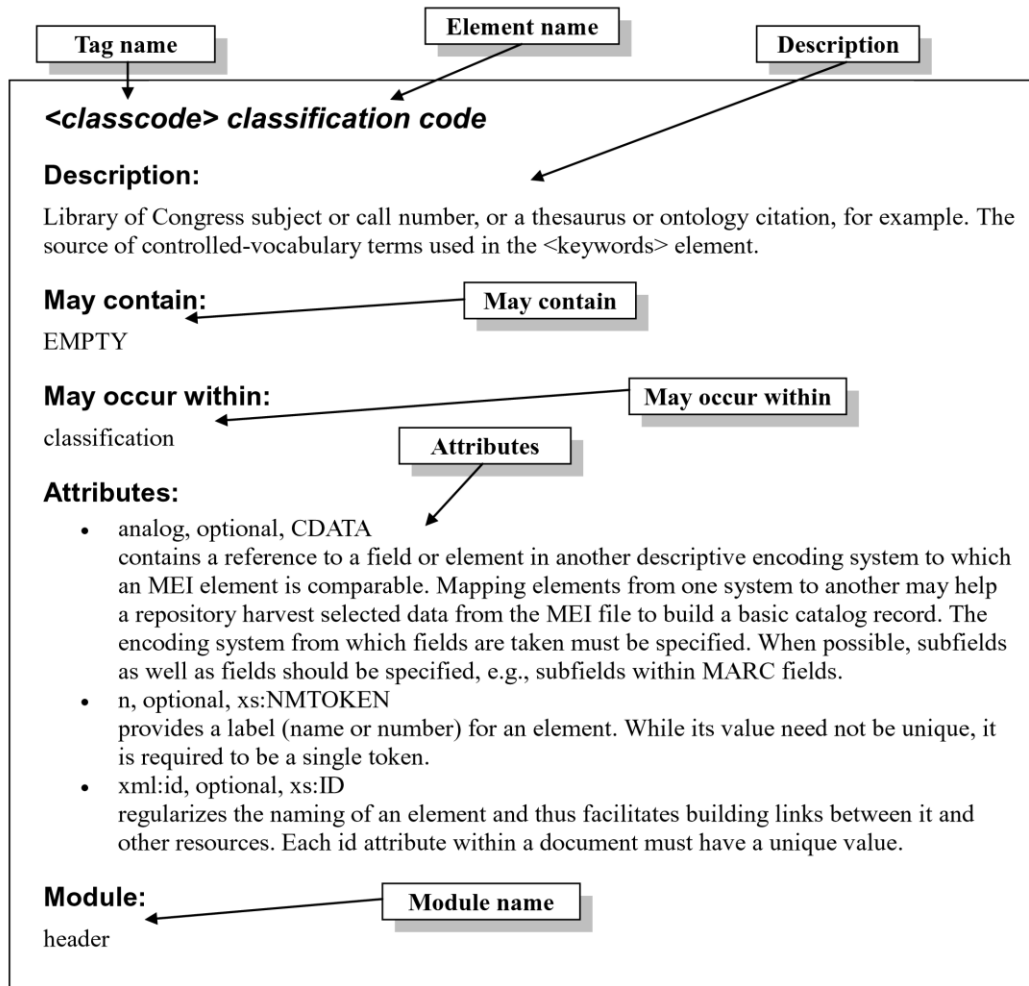 Tag name
Element name
Description
<classcode> classification code
Description:
Library of Congress subject or call number, or a thesaurus or ontology citation, for example. The
source of controlled-vocabulary terms used in the <keywords> element.
May contain:
May contain
EMPTY
May occur within:
May occur within
classification
Attributes
Attributes:
• analog, optional, CDATA
contains a reference to a field or element in another descriptive encoding system to which
an MEI element is comparable. Mapping elements from one system to another may help
a repository harvest selected data from the MEI file to build a basic catalog record. The
encoding system from which fields are taken must be specified. When possible, subfields
as well as fields should be specified, e.g., subfields within MARC fields.
• n, optional, xs:NMTOKEN
provides a label (name or number) for an element. While its value need not be unique, it
is required to be a single token.
• xml:id, optional, xs:ID
regularizes the naming of an element and thus facilitates building links between it and
other resources. Each id attribute within a document must have a unique value.
Module:
Module name
header